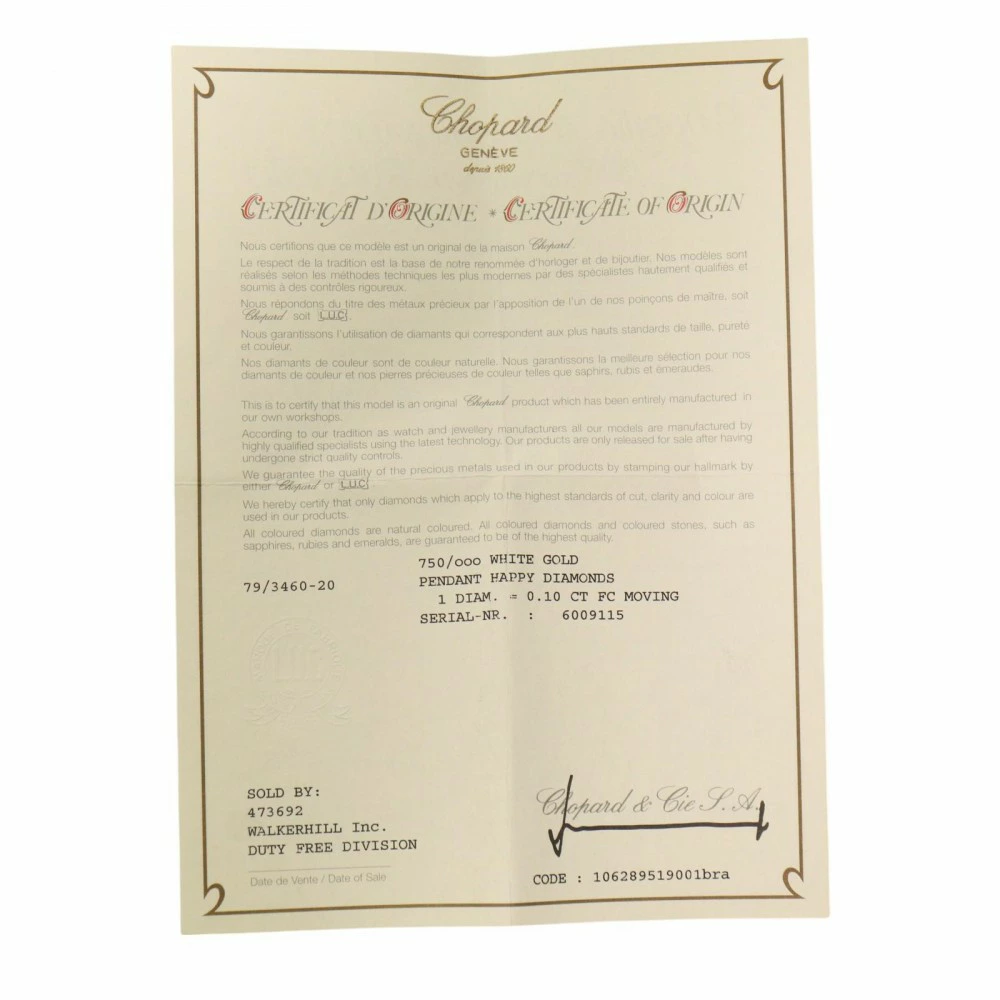 Chopard
GENÈVE
depuis 1860
CERTIFICAT D'ORIGINE * CERTIFICATE OF ORIGIN
Nous certifions que ce modèle est un original de la maison Chopard.
Le respect de la tradition est la base de notre renommée d'horloger et de bijoutier. Nos modèles sont
réalisés selon les méthodes techniques les plus modernes par des spécialistes hautement qualifiés et
soumis à des contrôles rigoureux.
Nous répondons du titre des métaux précieux par l'apposition de l'un de nos poinçons de maître, soit
Chopard soit L.U.C.
Nous garantissons l'utilisation de diamants qui correspondent aux plus hauts standards de taille, pureté
et couleur.
Nos diamants de couleur sont de couleur naturelle. Nous garantissons la meilleure sélection pour nos
diamants de couleur et nos pierres précieuses de couleur telles que saphirs, rubis et émeraudes.
This is to certify that this model is an original Chopard product which has been entirely manufactured in
our own workshops.
According to our tradition as watch and jewellery manufacturers all our models are manufactured by
highly qualified specialists using the latest technology. Our products are only released for sale after having
undergone strict quality controls.
We guarantee the quality of the precious metals used in our products by stamping our hallmark by
either Chopard or L.U.C
We hereby certify that only diamonds which apply to the highest standards of cut, clarity and colour are
used in our products.
All coloured diamonds are natural coloured. All coloured diamonds and coloured stones, such as
sapphires, rubies and emeralds, are guaranteed to be of the highest quality.
750/ooo WHITE GOLD
79/3460-20 PENDANT HAPPY DIAMONDS
1 DIAM. = 0.10 CT FC MOVING
SERIAL-NR. : 6009115
SOLD BY:
473692
WALKERHILL Inc.
DUTY FREE DIVISION
Chopard & Cie S.A.
Date de Vente / Date of Sale
CODE : 106289519001bra